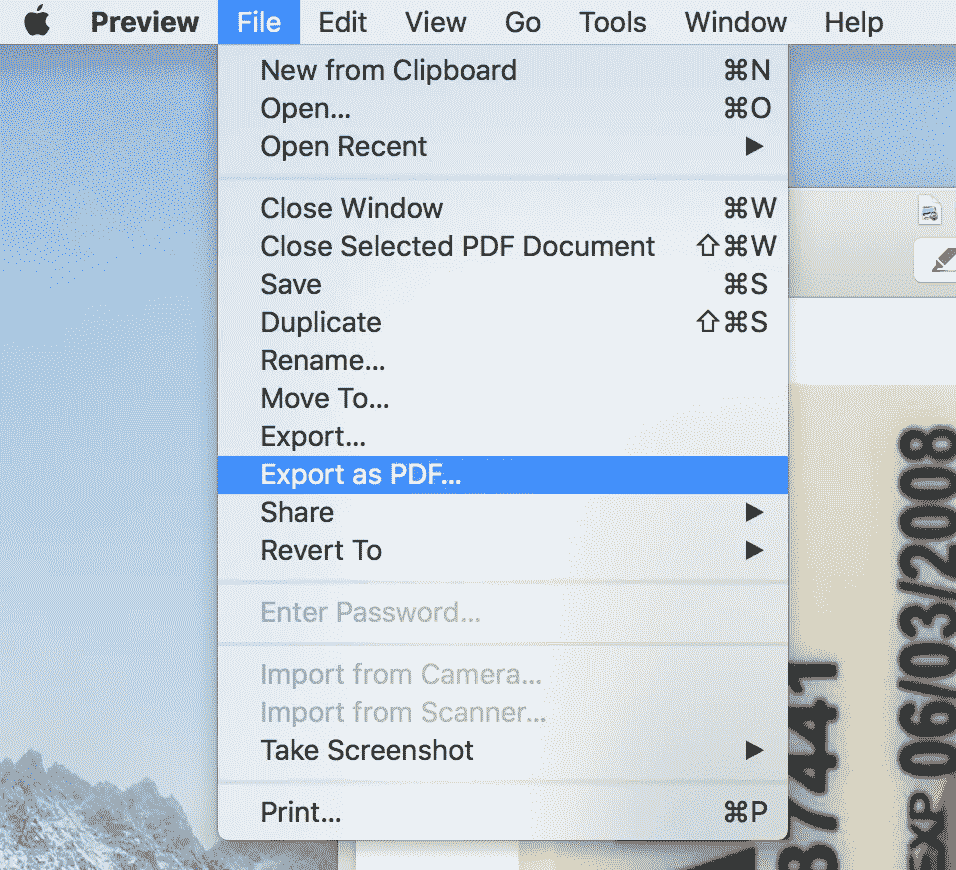 Preview File Edit View Go Tools Window Help
New from Clipboard ⌘N
Open... ⌘O
Open Recent ▶
Close Window ⌘W
Close Selected PDF Document ⇧⌘W
Save ⌘S
Duplicate ⇧⌘S
Rename...
Move To...
Export...
Export as PDF...
Share ▶
Revert To ▶
Enter Password...
Import from Camera...
Import from Scanner...
Take Screenshot ▶
Print... ⌘P
87441
EXP 06/03/2008